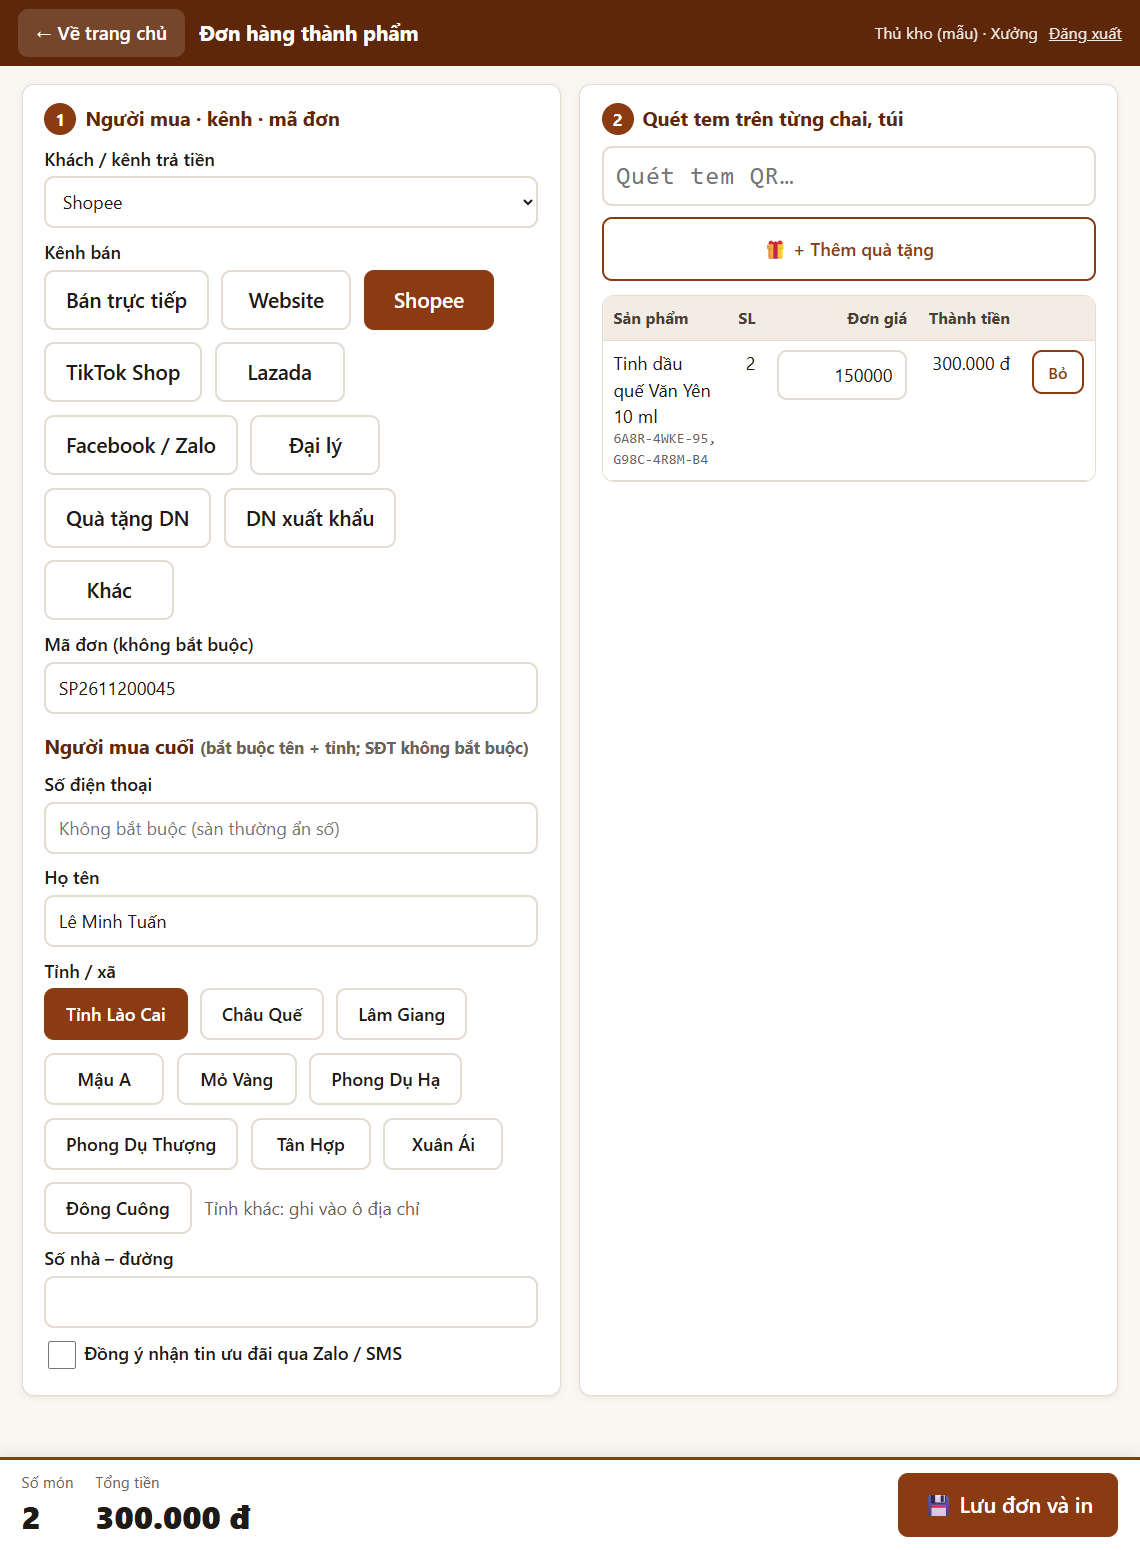 ← Về trang chủ
Đơn hàng thành phẩm
Thủ kho (mẫu) · Xưởng Đăng xuất
1 Người mua · kênh · mã đơn
Khách / kênh trả tiền
Shopee
Kênh bán
Bán trực tiếp
Website
Shopee
TikTok Shop
Lazada
Facebook / Zalo
Đại lý
Quà tặng DN
DN xuất khẩu
Khác
Mã đơn (không bắt buộc)
SP2611200045
Người mua cuối (bắt buộc tên + tỉnh; SĐT không bắt buộc)
Số điện thoại
Không bắt buộc (sàn thường ẩn số)
Họ tên
Lê Minh Tuấn
Tỉnh / xã
Tỉnh Lào Cai
Châu Quế
Lâm Giang
Mậu A
Mỏ Vàng
Phong Dụ Hạ
Phong Dụ Thượng
Tân Hợp
Xuân Ái
Đông Cuông
Tỉnh khác: ghi vào ô địa chỉ
Số nhà – đường
Đồng ý nhận tin ưu đãi qua Zalo / SMS
2 Quét tem trên từng chai, túi
Quét tem QR…
+ Thêm quà tặng
Sản phẩm SL Đơn giá Thành tiền
Tinh dầu quế Văn Yên 10 ml 2 150000 300.000 đ Bỏ
6A8R-4WKE-95,
G98C-4R8M-B4
Số món
2
Tổng tiền
300.000 đ
Lưu đơn và in